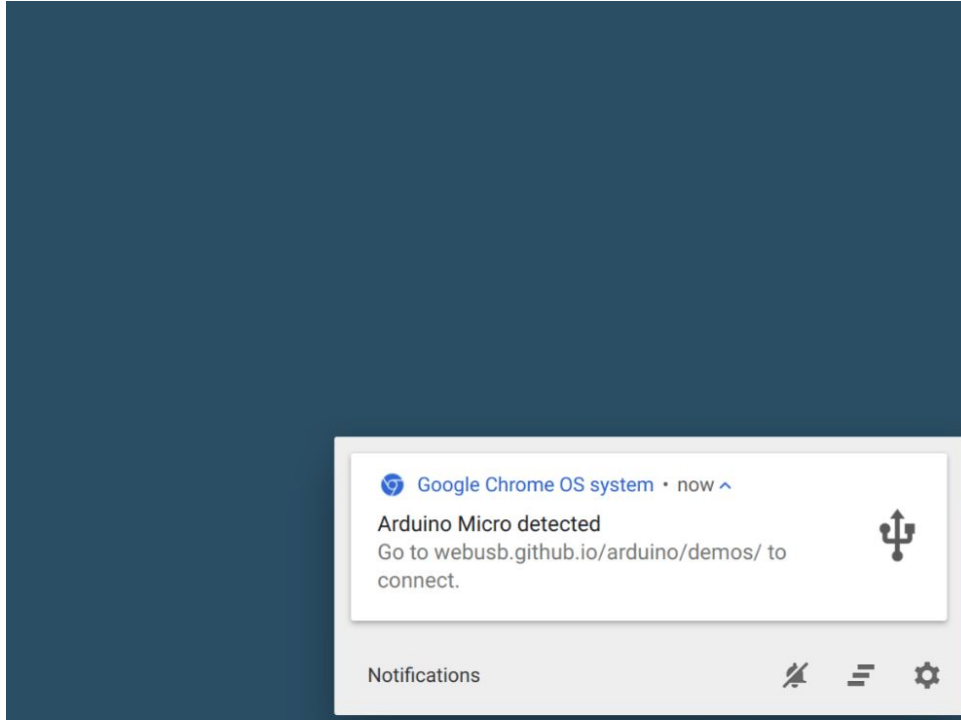 Google Chrome OS system • now
Arduino Micro detected
Go to webusb.github.io/arduino/demos/ to
connect.
Notifications